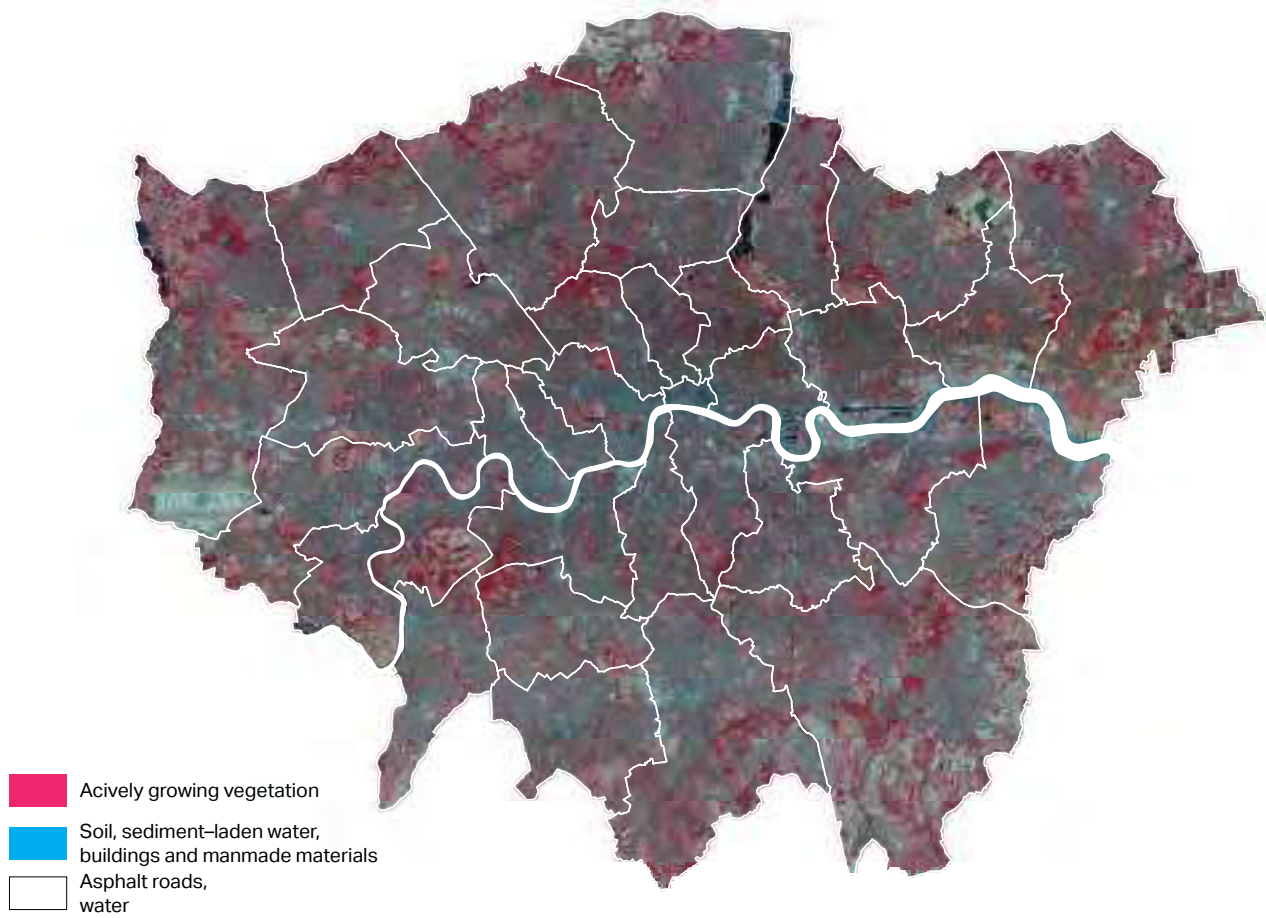 Acively growing vegetation
Soil, sediment–laden water,
buildings and manmade materials
Asphalt roads,
water